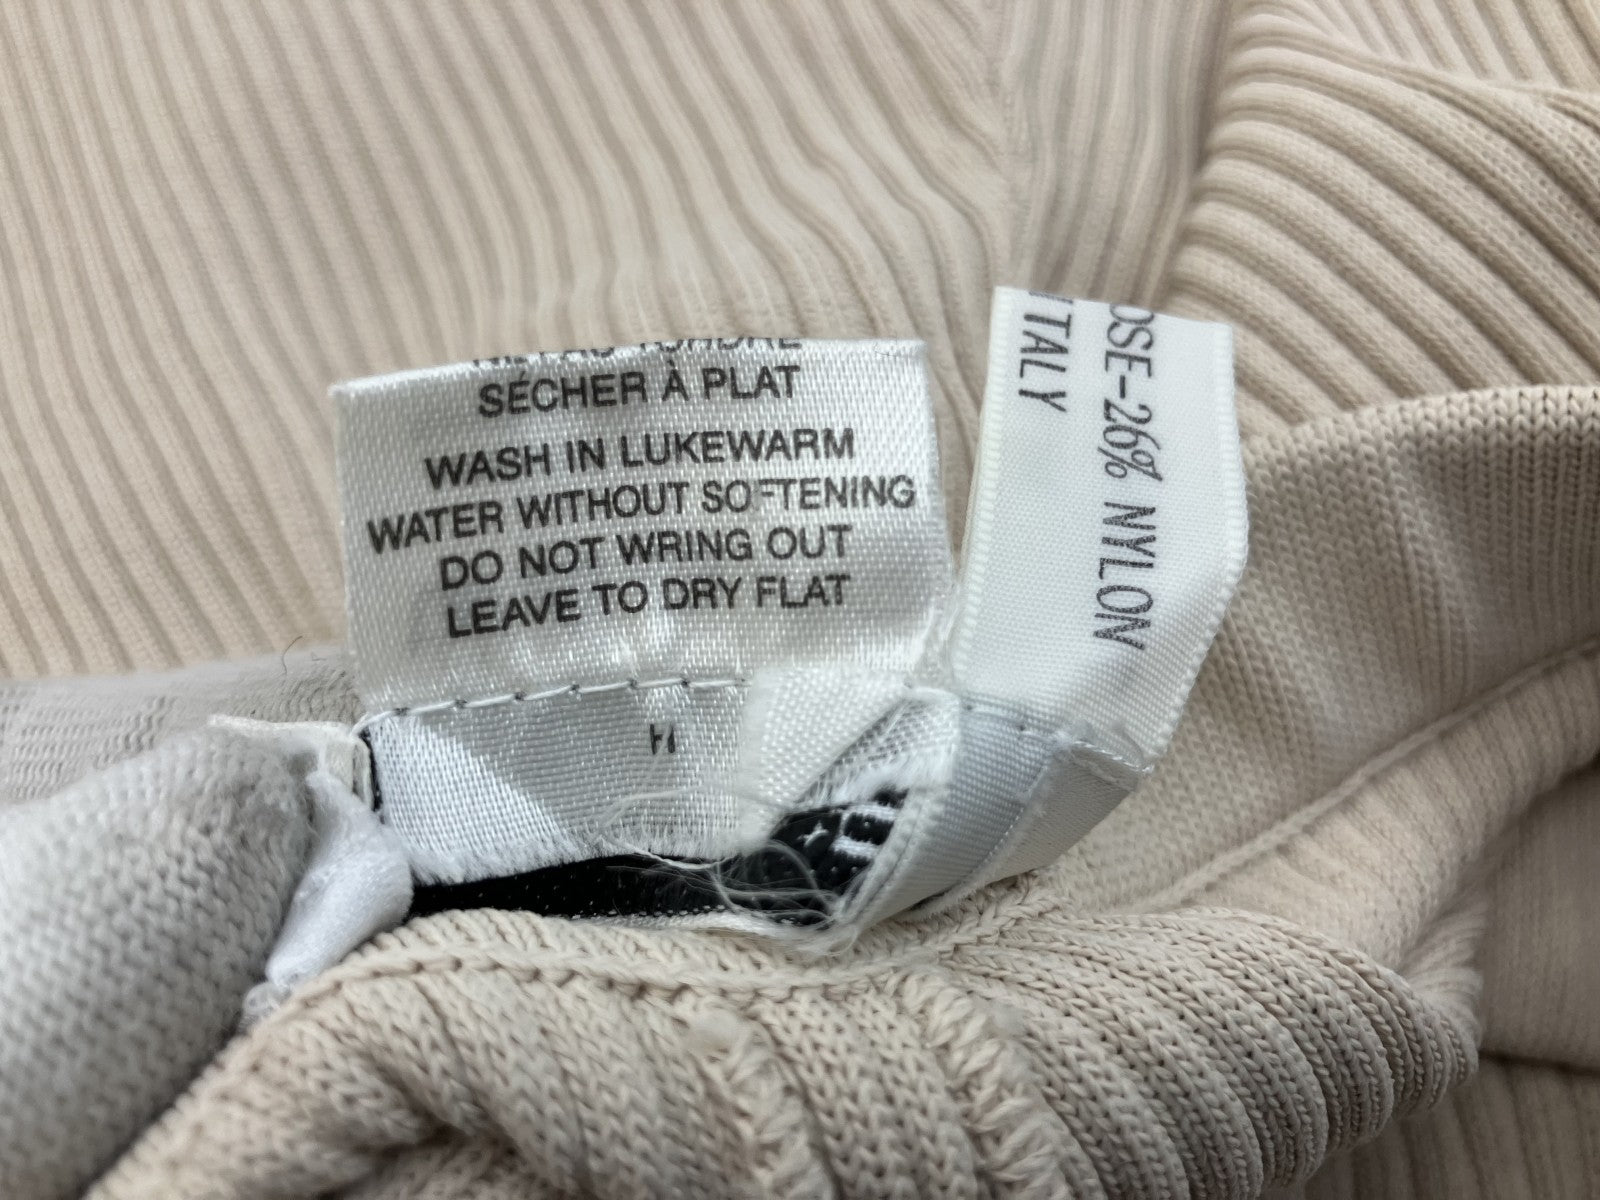 SÉCHER À PLAT
WASH IN LUKEWARM
WATER WITHOUT SOFTENING
DO NOT WRING OUT
LEAVE TO DRY FLAT
OSE-26% NYLON
ITALY